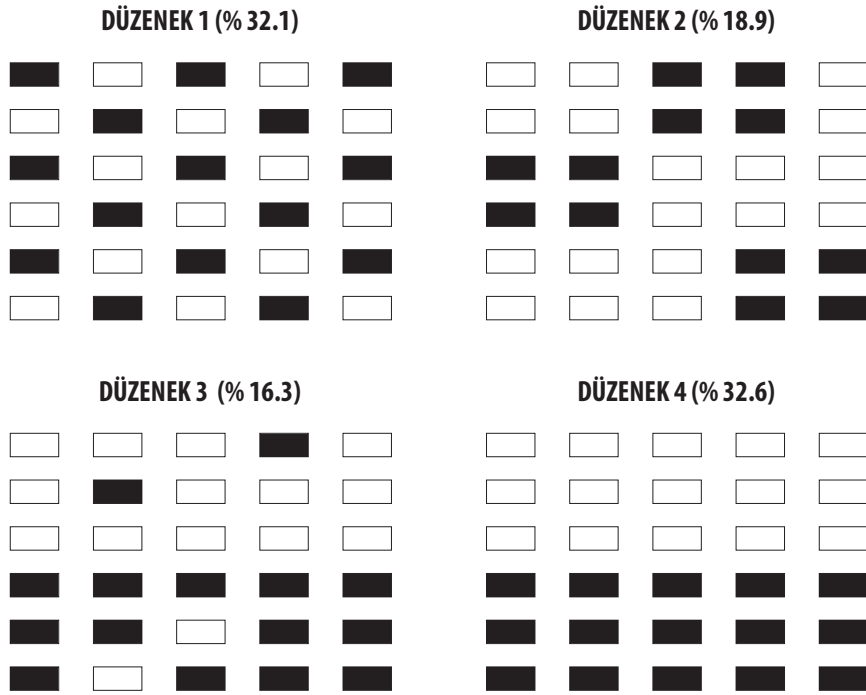 DÜZENEK 1 (% 32.1)
DÜZENEK 2 (% 18.9)
DÜZENEK 3 (% 16.3)
DÜZENEK 4 (% 32.6)